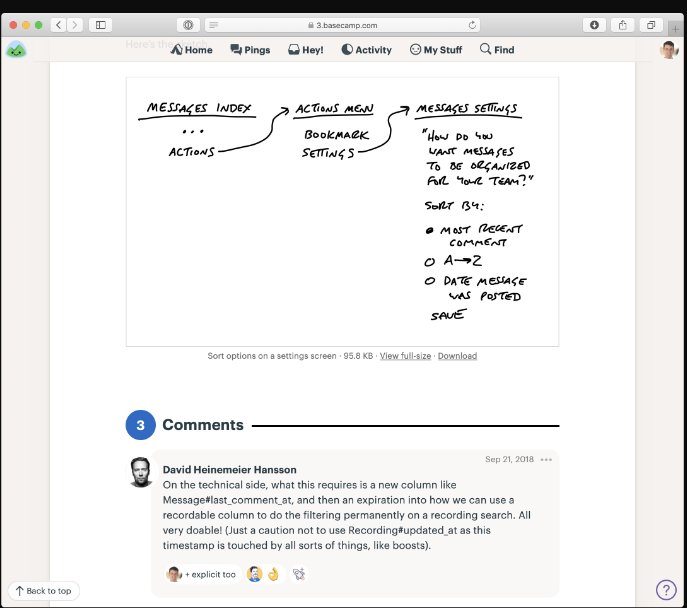 3.basecamp.com
Here's the
Home Pings Hey! Activity My Stuff Find
MESSAGES INDEX
...
ACTIONS
ACTIONS MENU
BOOKMARK
SETTINGS
MESSAGES SETTINGS
"HOW DO YOU
WANT MESSAGES
TO BE ORGANIZED
FOR YOUR TEAM?"
SORT BY:
MOST RECENT
COMMENT
A→Z
DATE MESSAGE
WAS POSTED
SAVE
Sort options on a settings screen · 95.8 KB · View full-size · Download
3 Comments
Sep 21, 2018
David Heinemeier Hansson
On the technical side, what this requires is a new column like
Message#last_comment_at, and then an expiration into how we can use a
recordable column to do the filtering permanently on a recording search. All
very doable! (Just a caution not to use Recording#updated_at as this
timestamp is touched by all sorts of things, like boosts).
+ explicit too 👌
↑ Back to top
?